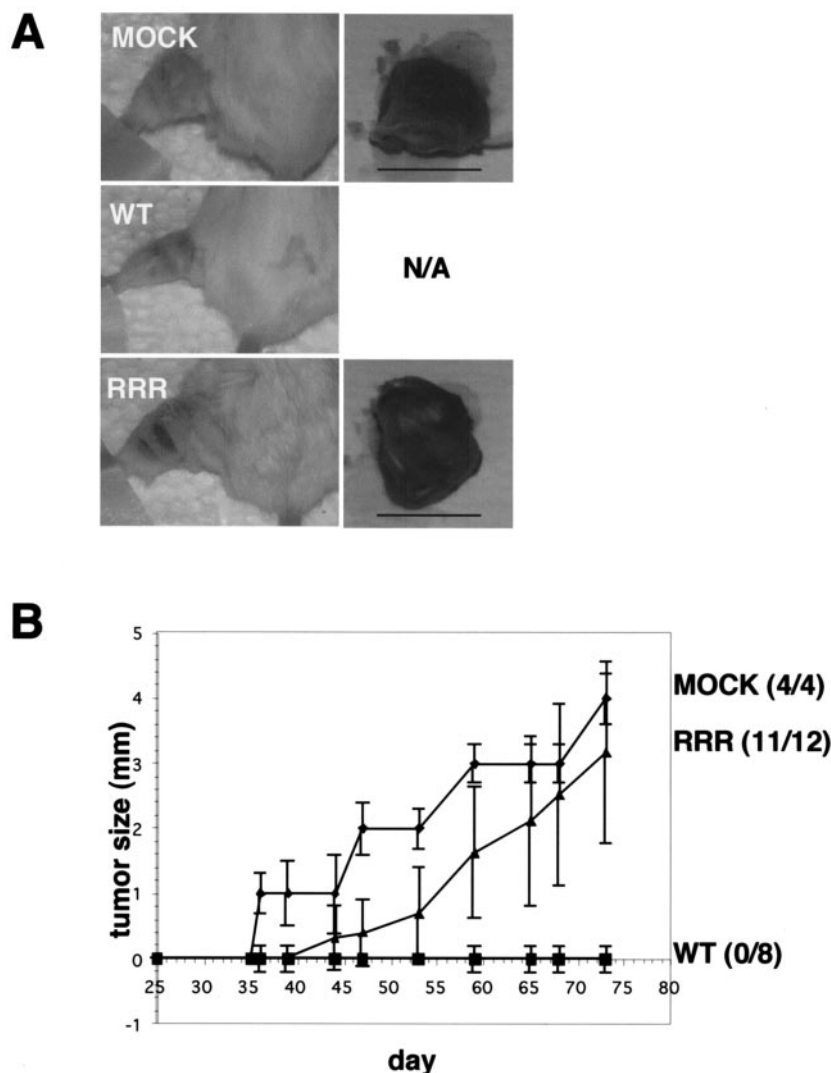 A
MOCK
WT
N/A
RRR
B
5
4
3
2
1
0
-1
tumor size (mm)
25 30 35 40 45 50 55 60 65 70 75 80
day
MOCK (4/4)
RRR (11/12)
WT (0/8)